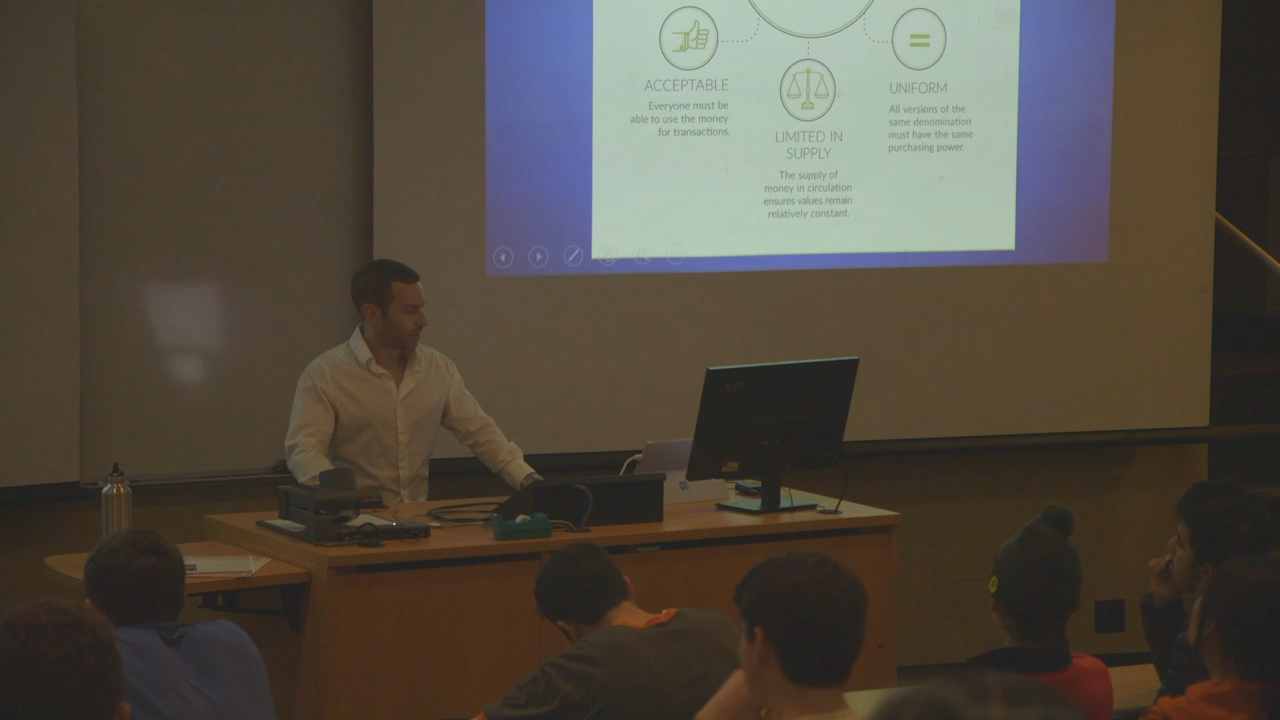 ACCEPTABLE
Everyone must be
able to use the money
for transactions.
LIMITED IN
SUPPLY
The supply of
money in circulation
ensures values remain
relatively constant.
UNIFORM
All versions of the
same denomination
must have the same
purchasing power.
acer